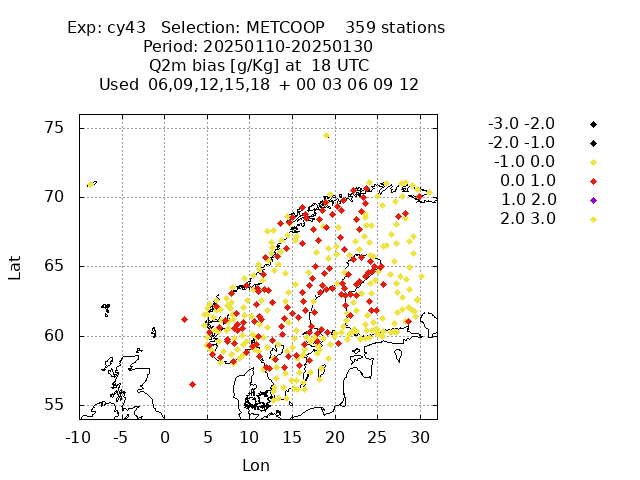 Exp: cy43   Selection: METCOOP    359 stations
Period: 20250110-20250130
Q2m bias [g/Kg] at  18 UTC
Used  06,09,12,15,18  + 00 03 06 09 12
-3.0 -2.0
-2.0 -1.0
-1.0 0.0
0.0 1.0
1.0 2.0
2.0 3.0
75
70
65
60
55
Lat
-10 -5 0 5 10 15 20 25 30
Lon